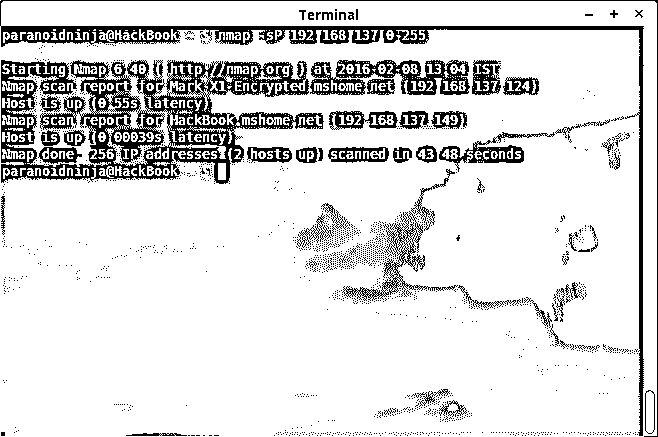 Terminal
paranoidninja@HackBook ~ $ nmap -sP 192.168.137.0-255
Starting Nmap 6.40 ( http://nmap.org ) at 2016-02-08 13:04 IST
Nmap scan report for Mark-X1-Encrypted.mshome.net (192.168.137.124)
Host is up (0.55s latency).
Nmap scan report for HackBook.mshome.net (192.168.137.149)
Host is up (0.00039s latency).
Nmap done: 256 IP addresses (2 hosts up) scanned in 43.48 seconds
paranoidninja@HackBook ~ $